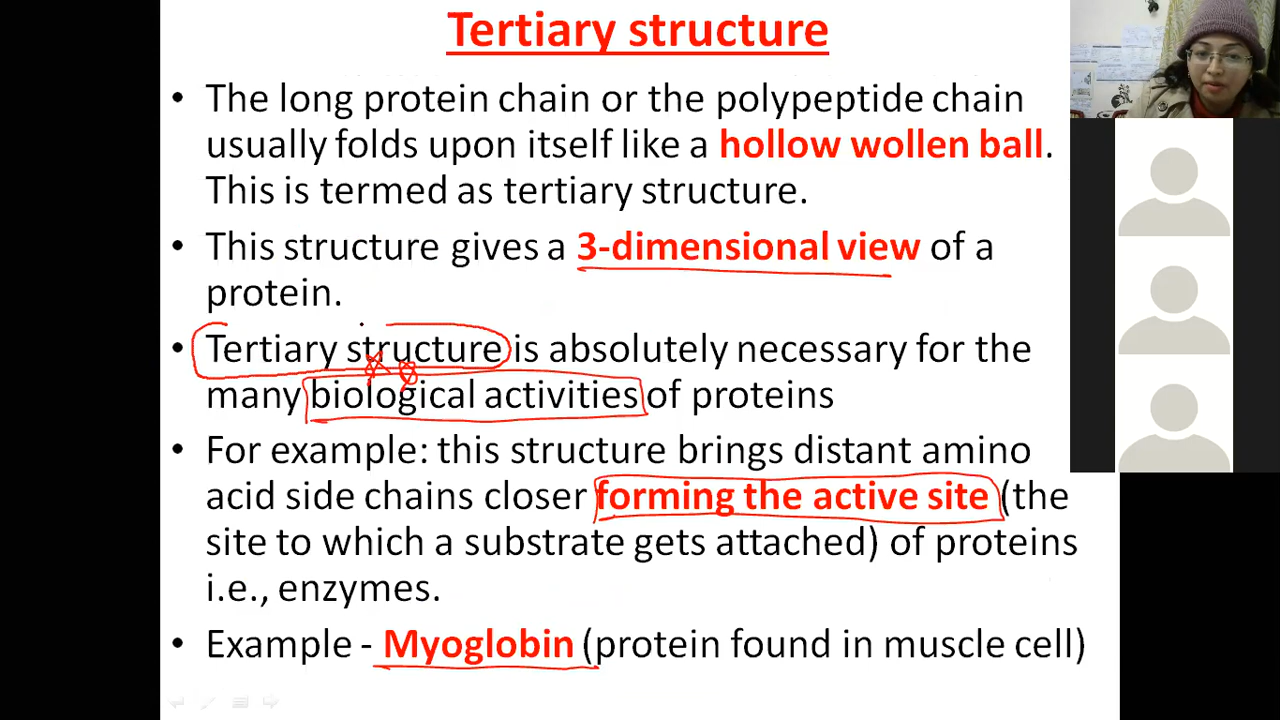 Tertiary structure
• The long protein chain or the polypeptide chain
usually folds upon itself like a hollow wollen ball.
This is termed as tertiary structure.
• This structure gives a 3-dimensional view of a
protein.
• Tertiary structure is absolutely necessary for the
many biological activities of proteins
• For example: this structure brings distant amino
acid side chains closer forming the active site (the
site to which a substrate gets attached) of proteins
i.e., enzymes.
• Example - Myoglobin (protein found in muscle cell)